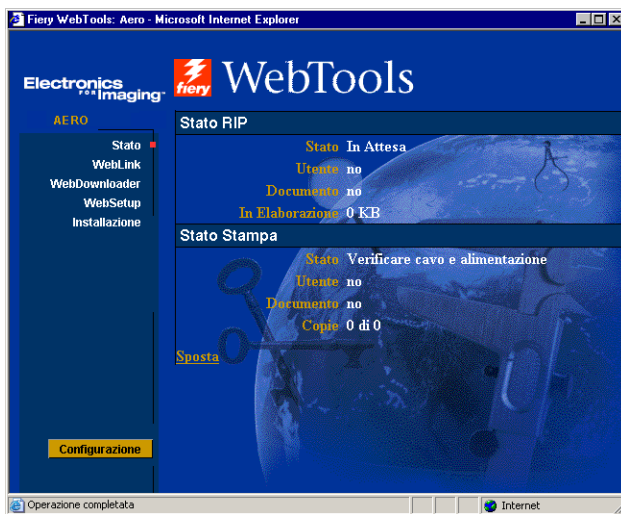 Fiery WebTools: Aero - Microsoft Internet Explorer
Electronics
FOR Imaging
fiery
WebTools
AERO
Stato
WebLink
WebDownloader
WebSetup
Installazione
Configurazione
Stato RIP
Stato In Attesa
Utente no
Documento no
In Elaborazione 0 KB
Stato Stampa
Stato Verificare cavo e alimentazione
Utente no
Documento no
Copie 0 di 0
Sposta
Operazione completata
Internet